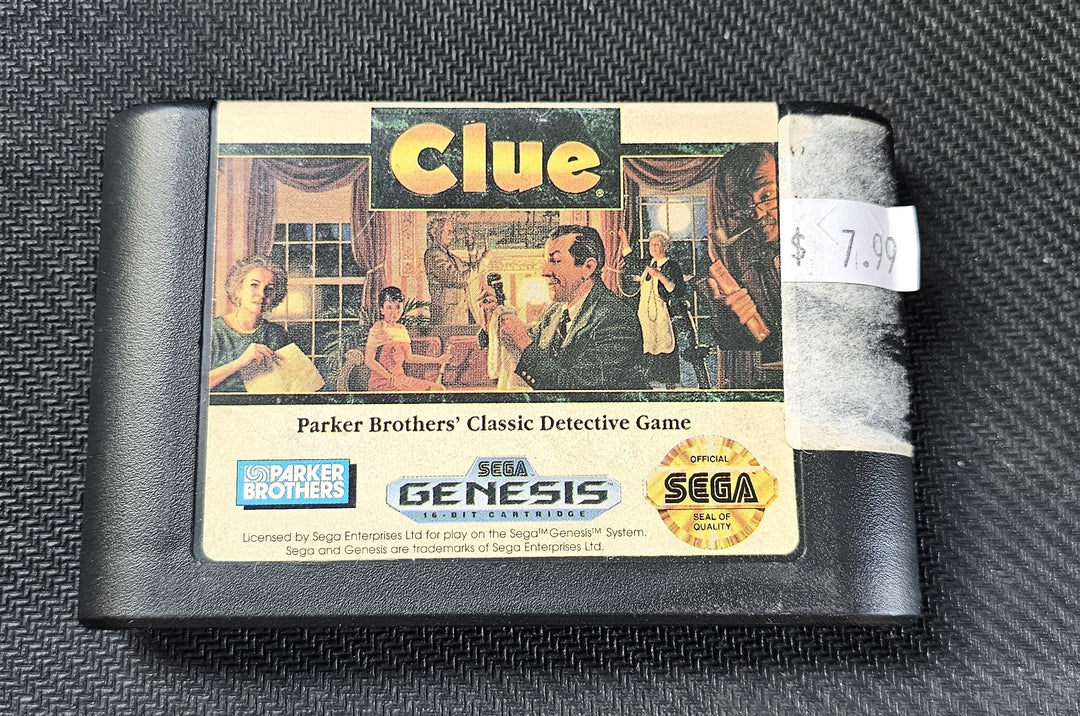 Clue®
$ 7.99
Parker Brothers' Classic Detective Game
PARKER BROTHERS
SEGA
GENESIS
16-BIT CARTRIDGE
OFFICIAL
SEGA
SEAL OF
QUALITY
Licensed by Sega Enterprises Ltd for play on the Sega™ Genesis™ System.
Sega and Genesis are trademarks of Sega Enterprises Ltd.